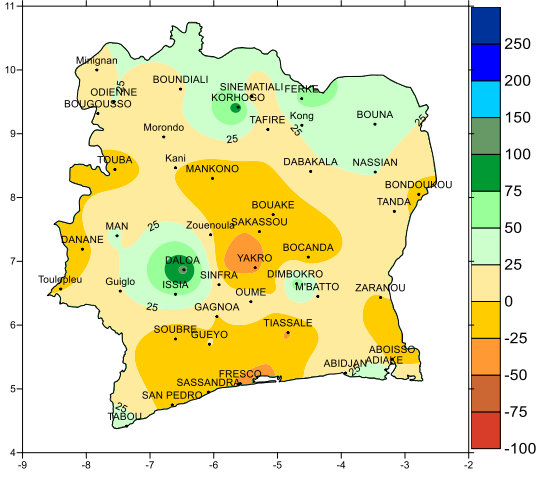 11
10
9
8
7
6
5
4
-9 -8 -7 -6 -5 -4 -3 -2
Minignan
25
ODIENNE
BOUGOUSSO
BOUNDIALI
SINEMATIALI
FERKE
KORHOGO
TAFIRE
Kong
25
25
BOUNA
25
Morondo
TOUBA
Kani
MANKONO
DABAKALA
NASSIAN
BONDOUKOU
TANDA
BOUAKE
SAKASSOU
Zouenoula
25
MAN
DANANE
BOCANDA
DALOA
YAKRO
SINFRA
DIMBOKRO
M'BATTO
Toulepleu
Guiglo
ISSIA
OUME
ZARANOU
25
GAGNOA
SOUBRE
GUEYO
TIASSALE
ABOISSO
ABIDJAN
ADIAKE
25
FRESCO
SASSANDRA
SAN PEDRO
25
TABOU
250
200
150
100
75
50
25
0
-25
-50
-75
-100